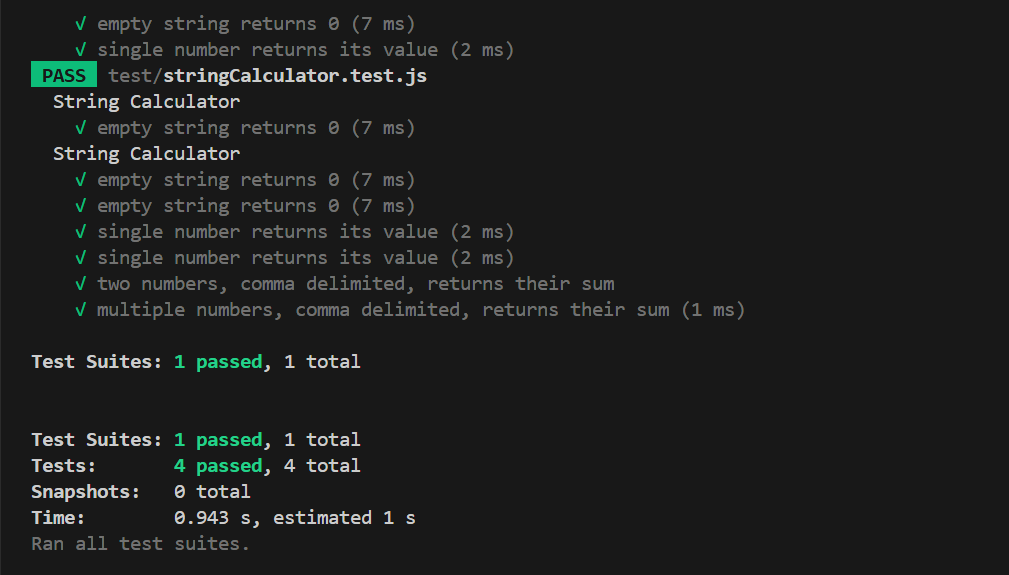 √ empty string returns 0 (7 ms)
√ single number returns its value (2 ms)
PASS test/stringCalculator.test.js
String Calculator
√ empty string returns 0 (7 ms)
String Calculator
√ empty string returns 0 (7 ms)
√ empty string returns 0 (7 ms)
√ single number returns its value (2 ms)
√ single number returns its value (2 ms)
√ two numbers, comma delimited, returns their sum
√ multiple numbers, comma delimited, returns their sum (1 ms)
Test Suites: 1 passed, 1 total
Test Suites: 1 passed, 1 total
Tests: 4 passed, 4 total
Snapshots: 0 total
Time: 0.943 s, estimated 1 s
Ran all test suites.